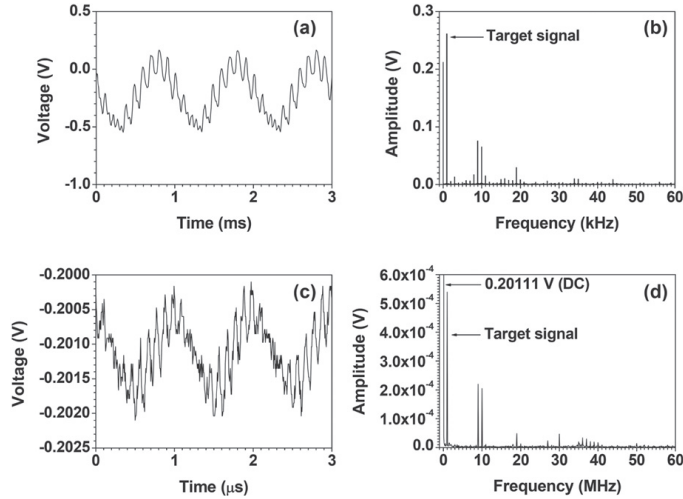 (a)
0.5
0.0
-0.5
-1.0
Voltage (V)
0 1 2 3
Time (ms)
(b)
Target signal
0.3
0.2
0.1
0.0
Amplitude (V)
0 10 20 30 40 50 60
Frequency (kHz)
(c)
-0.2000
-0.2005
-0.2010
-0.2015
-0.2020
-0.2025
Voltage (V)
0 1 2 3
Time (μs)
(d)
0.20111 V (DC)
Target signal
6.0x10⁻⁴
5.0x10⁻⁴
4.0x10⁻⁴
3.0x10⁻⁴
2.0x10⁻⁴
1.0x10⁻⁴
0.0
Amplitude (V)
0 10 20 30 40 50 60
Frequency (MHz)